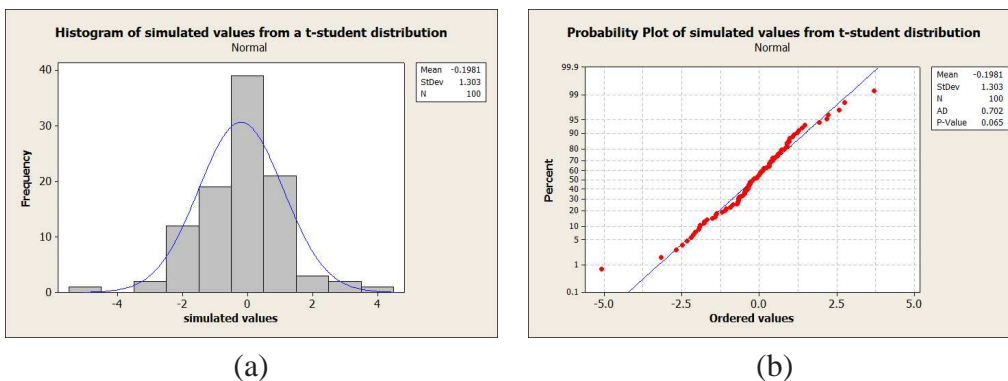 Histogram of simulated values from a t-student distribution
Normal
40
30
20
10
0
Frequency
-4
-2
0
2
4
simulated values
Mean -0.1981
StDev 1.303
N 100
(a)
Probability Plot of simulated values from t-student distribution
Normal
99.9
99
95
90
80
70
60
50
40
30
20
10
5
1
0.1
Percent
-5.0
-2.5
0.0
2.5
5.0
Ordered values
Mean -0.1981
StDev 1.303
N 100
AD 0.702
P-Value 0.065
(b)